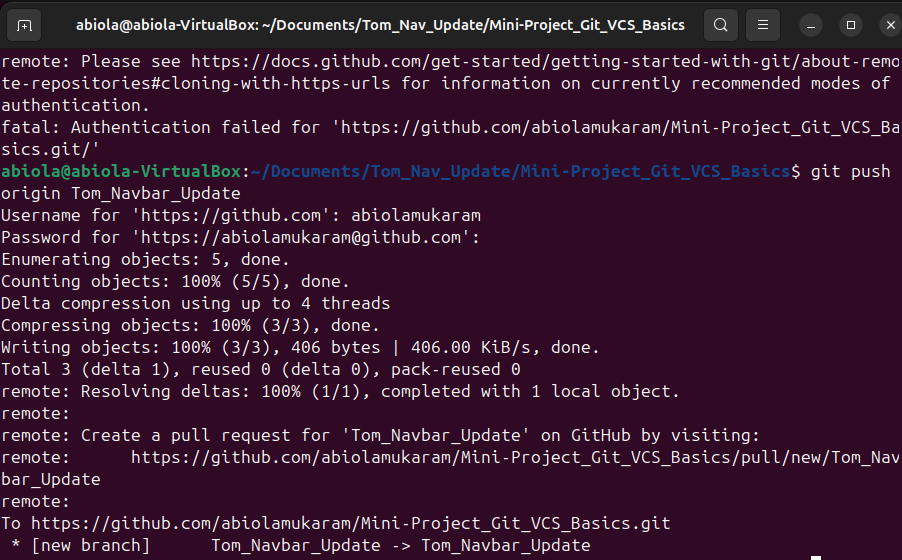 abiola@abiola-VirtualBox: ~/Documents/Tom_Nav_Update/Mini-Project_Git_VCS_Basics
remote: Please see https://docs.github.com/get-started/getting-started-with-git/about-remo
te-repositories#cloning-with-https-urls for information on currently recommended modes of
authentication.
fatal: Authentication failed for 'https://github.com/abiolamukaram/Mini-Project_Git_VCS_Ba
sics.git/'
abiola@abiola-VirtualBox:~/Documents/Tom_Nav_Update/Mini-Project_Git_VCS_Basics$ git push
origin Tom_Navbar_Update
Username for 'https://github.com': abiolamukaram
Password for 'https://abiolamukaram@github.com':
Enumerating objects: 5, done.
Counting objects: 100% (5/5), done.
Delta compression using up to 4 threads
Compressing objects: 100% (3/3), done.
Writing objects: 100% (3/3), 406 bytes | 406.00 KiB/s, done.
Total 3 (delta 1), reused 0 (delta 0), pack-reused 0
remote: Resolving deltas: 100% (1/1), completed with 1 local object.
remote:
remote: Create a pull request for 'Tom_Navbar_Update' on GitHub by visiting:
remote:      https://github.com/abiolamukaram/Mini-Project_Git_VCS_Basics/pull/new/Tom_Nav
bar_Update
remote:
To https://github.com/abiolamukaram/Mini-Project_Git_VCS_Basics.git
 * [new branch]      Tom_Navbar_Update -> Tom_Navbar_Update